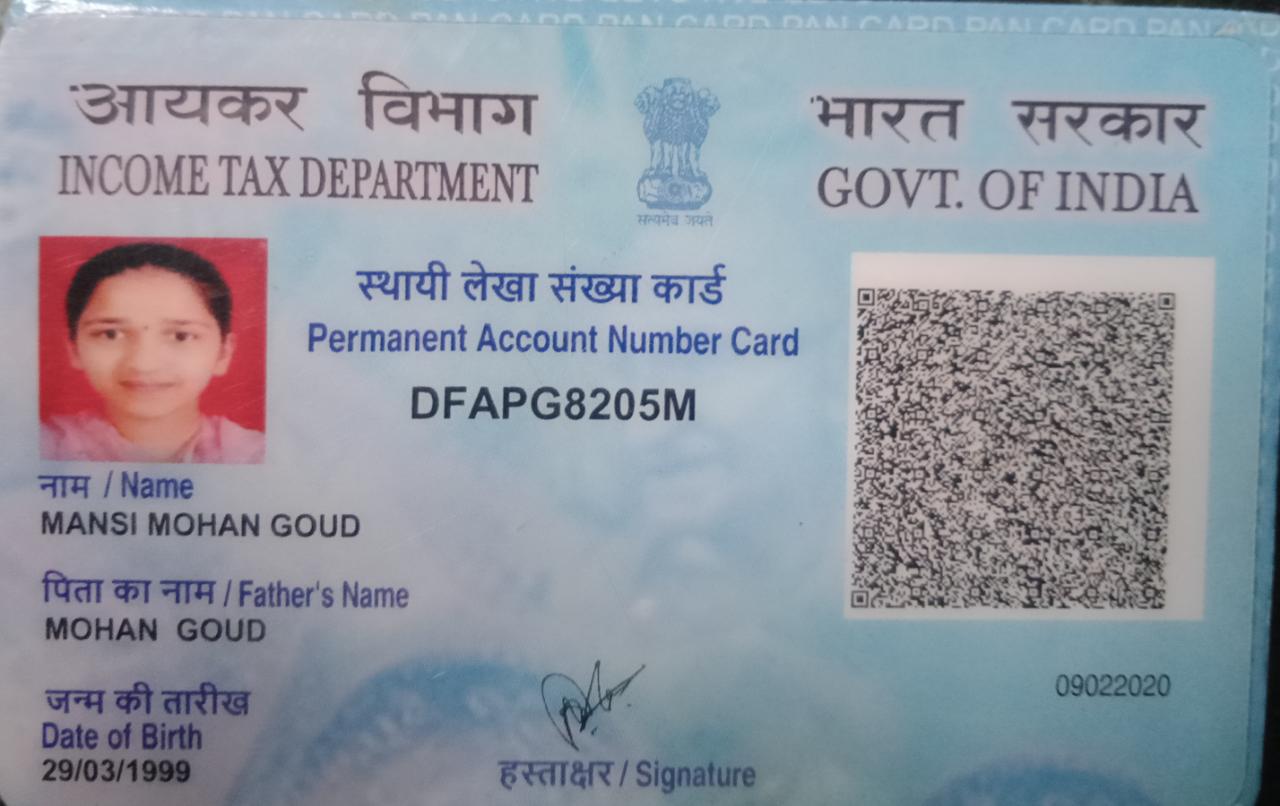 आयकर विभाग
INCOME TAX DEPARTMENT
सत्यमेव जयते
भारत सरकार
GOVT. OF INDIA
स्थायी लेखा संख्या कार्ड
Permanent Account Number Card
DFAPG8205M
नाम / Name
MANSI MOHAN GOUD
पिता का नाम / Father's Name
MOHAN GOUD
जन्म की तारीख
Date of Birth
29/03/1999
हस्ताक्षर / Signature
09022020